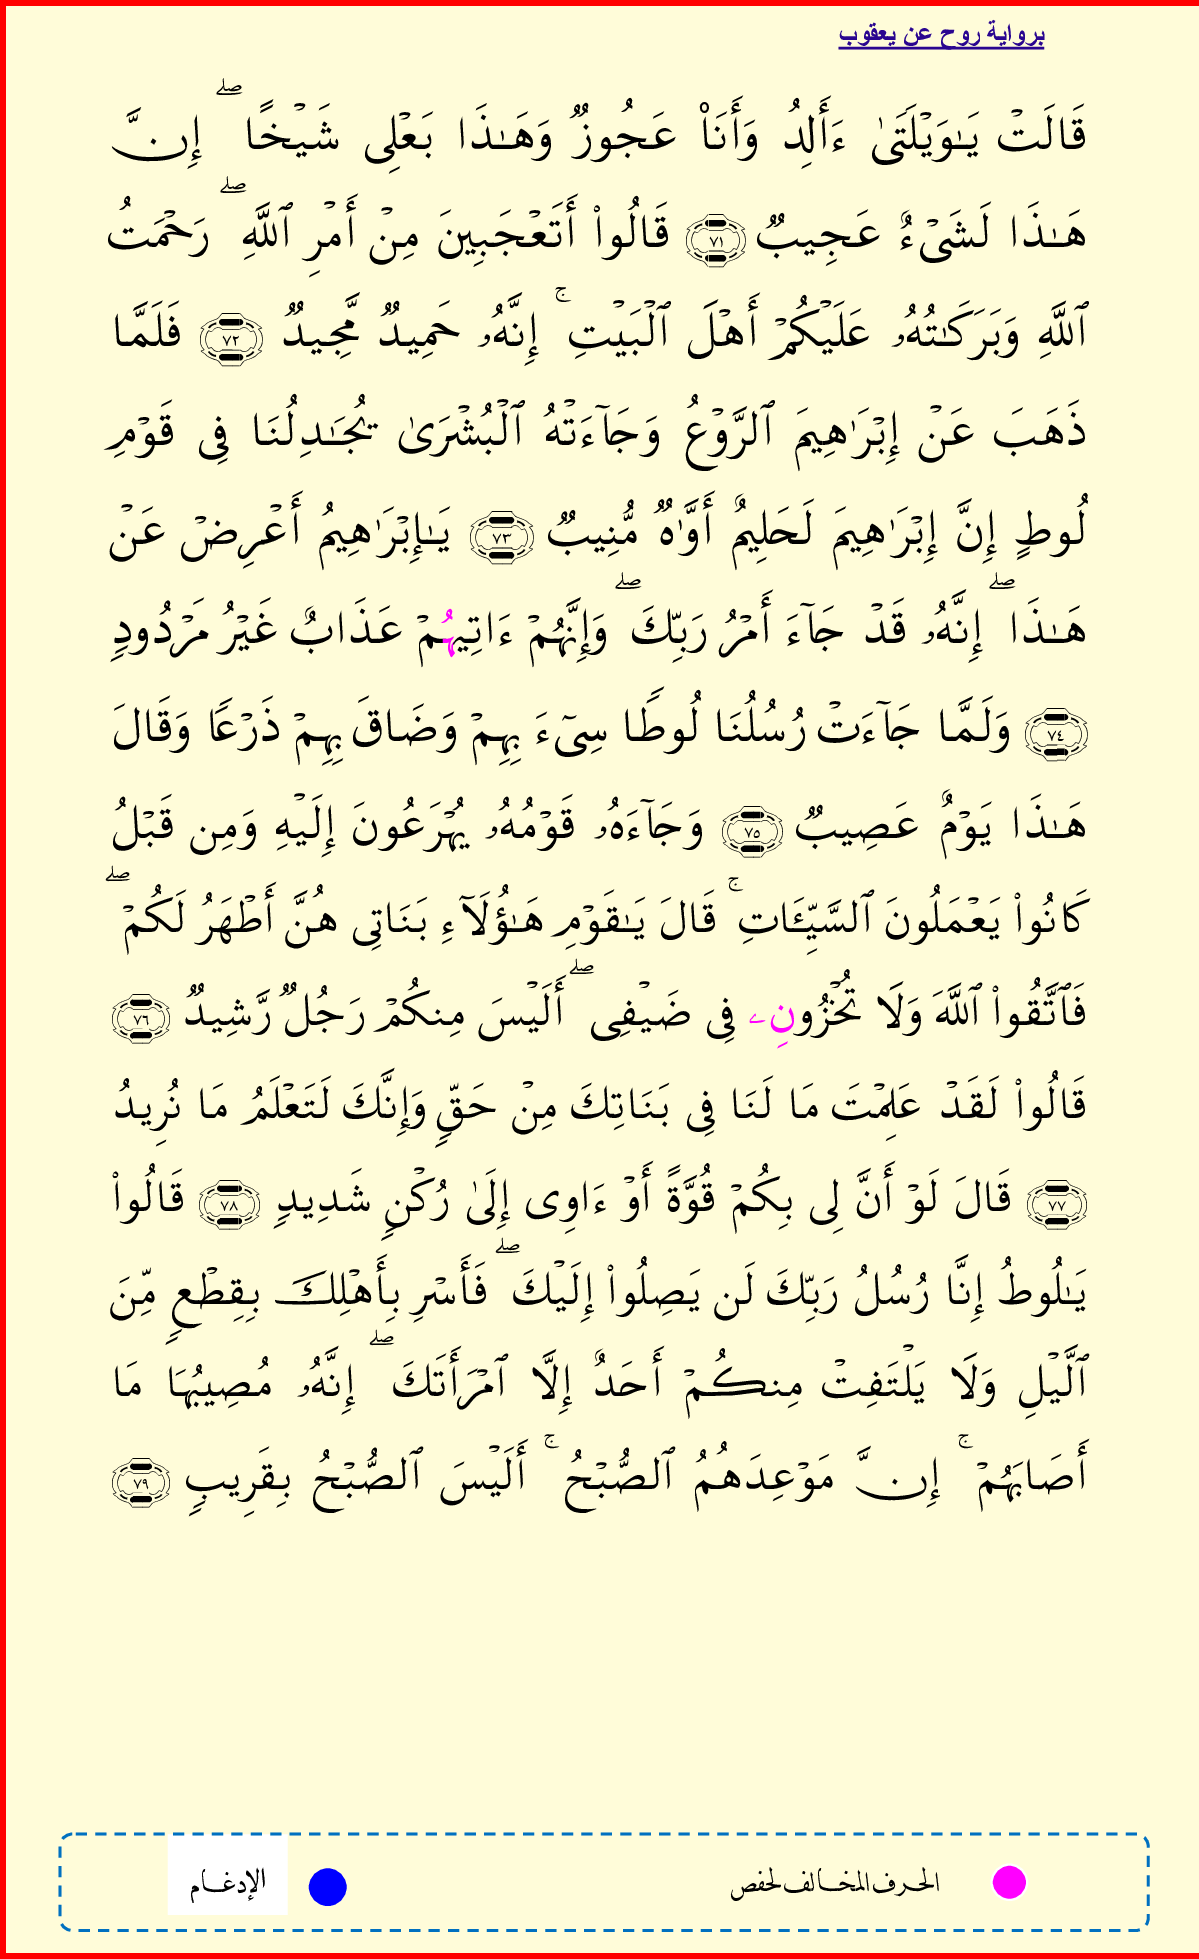 برواية روح عن يعقوب
قَالَتۡ يَٰوَيۡلَتَىٰ ءَأَلِدُ وَأَنَا۠ عَجُوزٞ وَهَٰذَا بَعۡلِي شَيۡخًاۖ إِنَّ
هَٰذَا لَشَيۡءٌ عَجِيبٞ ٧١ قَالُوٓاْ أَتَعۡجَبِينَ مِنۡ أَمۡرِ ٱللَّهِۖ رَحۡمَتُ
ٱللَّهِ وَبَرَكَٰتُهُۥ عَلَيۡكُمۡ أَهۡلَ ٱلۡبَيۡتِۚ إِنَّهُۥ حَمِيدٞ مَّجِيدٞ ٧٢ فَلَمَّا
ذَهَبَ عَنۡ إِبۡرَٰهِيمَ ٱلرَّوۡعُ وَجَآءَتۡهُ ٱلۡبُشۡرَىٰ يُجَٰدِلُنَا فِي قَوۡمِ
لُوطٍ إِنَّ إِبۡرَٰهِيمَ لَحَلِيمٌ أَوَّٰهٞ مُّنِيبٞ ٧٣ يَٰإِبۡرَٰهِيمُ أَعۡرِضۡ عَنۡ
هَٰذَاۖ إِنَّهُۥ قَدۡ جَآءَ أَمۡرُ رَبِّكَۖ وَإِنَّهُمۡ ءَاتِيهُمۡ عَذَابٌ غَيۡرُ مَرۡدُودٖ
٧٤ وَلَمَّا جَآءَتۡ رُسُلُنَا لُوطٗا سِيٓءَ بِهِمۡ وَضَاقَ بِهِمۡ ذَرۡعٗا وَقَالَ
هَٰذَا يَوۡمٌ عَصِيبٞ ٧٥ وَجَآءَهُۥ قَوۡمُهُۥ يُهۡرَعُونَ إِلَيۡهِ وَمِن قَبۡلُ
كَانُواْ يَعۡمَلُونَ ٱلسَّيِّـَٔاتِۚ قَالَ يَٰقَوۡمِ هَٰؤُلَآءِ بَنَاتِي هُنَّ أَطۡهَرُ لَكُمۡۖ
فَٱتَّقُواْ ٱللَّهَ وَلَا تُخۡزُونِۦ فِي ضَيۡفِيۖ أَلَيۡسَ مِنكُمۡ رَجُلٞ رَّشِيدٞ ٧٦
قَالُواْ لَقَدۡ عَلِمۡتَ مَا لَنَا فِي بَنَاتِكَ مِنۡ حَقّٖ وَإِنَّكَ لَتَعۡلَمُ مَا نُرِيدُ
٧٧ قَالَ لَوۡ أَنَّ لِي بِكُمۡ قُوَّةً أَوۡ ءَاوِي إِلَىٰ رُكۡنٖ شَدِيدٖ ٧٨ قَالُواْ
يَٰلُوطُ إِنَّا رُسُلُ رَبِّكَ لَن يَصِلُواْ إِلَيۡكَۖ فَأَسۡرِ بِأَهۡلِكَ بِقِطۡعٖ مِّنَ
ٱلَّيۡلِ وَلَا يَلۡتَفِتۡ مِنكُمۡ أَحَدٌ إِلَّا ٱمۡرَأَتَكَۖ إِنَّهُۥ مُصِيبُهَا مَا
أَصَابَهُمۡۚ إِنَّ مَوۡعِدَهُمُ ٱلصُّبۡحُۚ أَلَيۡسَ ٱلصُّبۡحُ بِقَرِيبٖ ٧٩
الحرف المخالف لحفص
الإدغام